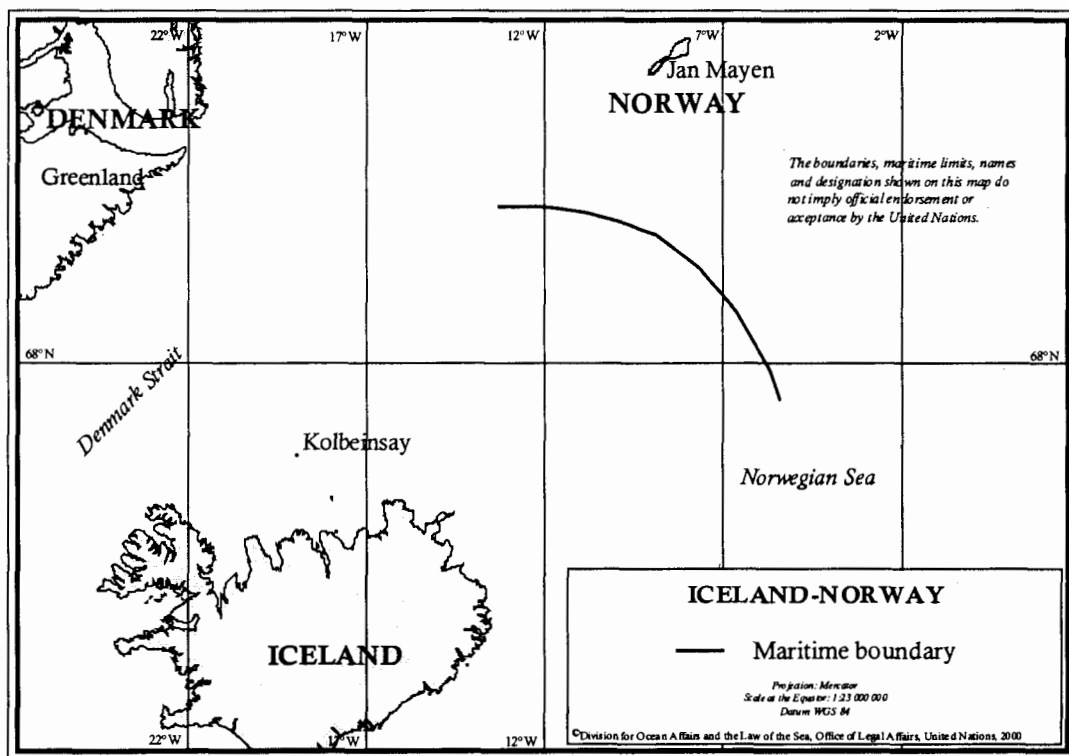 22°W 17°W 12°W 7°W 2°W
Jan Mayen
NORWAY
DENMARK
Greenland
The boundaries, maritime limits, names
and designation shown on this map do
not imply official endorsement or
acceptance by the United Nations.
68°N 68°N
Denmark Strait
Kolbeinsay
Norwegian Sea
ICELAND
ICELAND-NORWAY
Maritime boundary
Projection: Mercator
Scale at the Equator: 1:23 000 000
Datum WGS 84
22°W 17°W 12°W
©Division for Ocean Affairs and the Law of the Sea, Office of Legal Affairs, United Nations, 2000